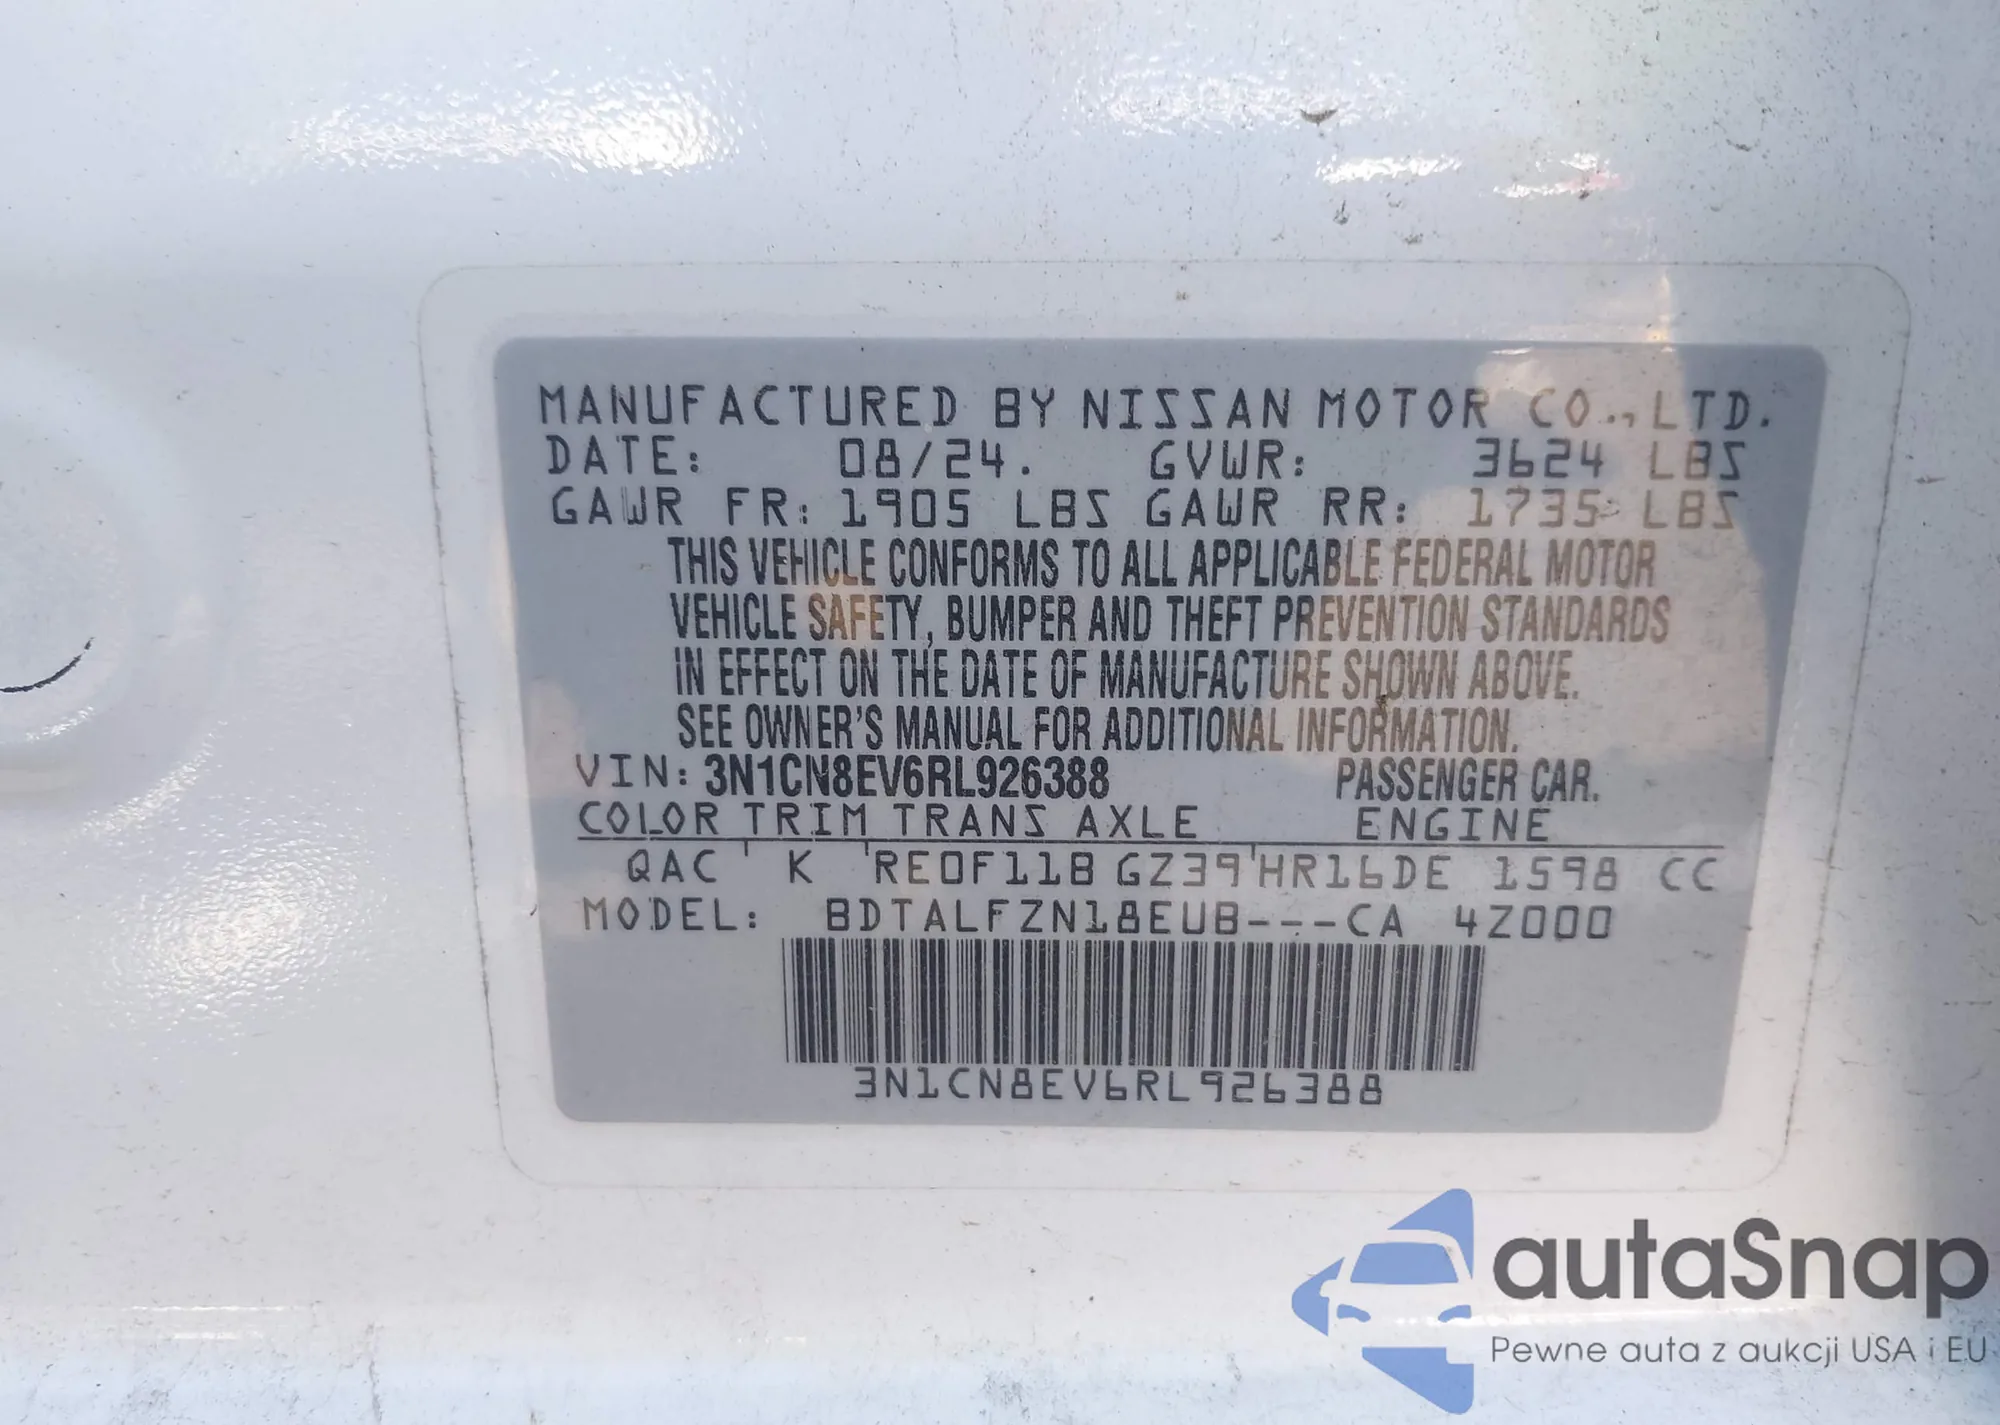 MANUFACTURED BY NISSAN MOTOR CO., LTD.
DATE: 08/24. GVWR: 3624 LBS
GAWR FR: 1905 LBS GAWR RR: 1735 LBS
THIS VEHICLE CONFORMS TO ALL APPLICABLE FEDERAL MOTOR
VEHICLE SAFETY, BUMPER AND THEFT PREVENTION STANDARDS
IN EFFECT ON THE DATE OF MANUFACTURE SHOWN ABOVE.
SEE OWNER'S MANUAL FOR ADDITIONAL INFORMATION.
VIN: 3N1CN8EV6RL926388 PASSENGER CAR.
COLOR TRIM TRANS AXLE ENGINE
QAC K RE0F11B GZ39 HR16DE 1598 CC
MODEL: BDTALFZN18EUB---CA 4Z000
3N1CN8EV6RL926388
autaSnap
Pewne auta z aukcji USA i EU